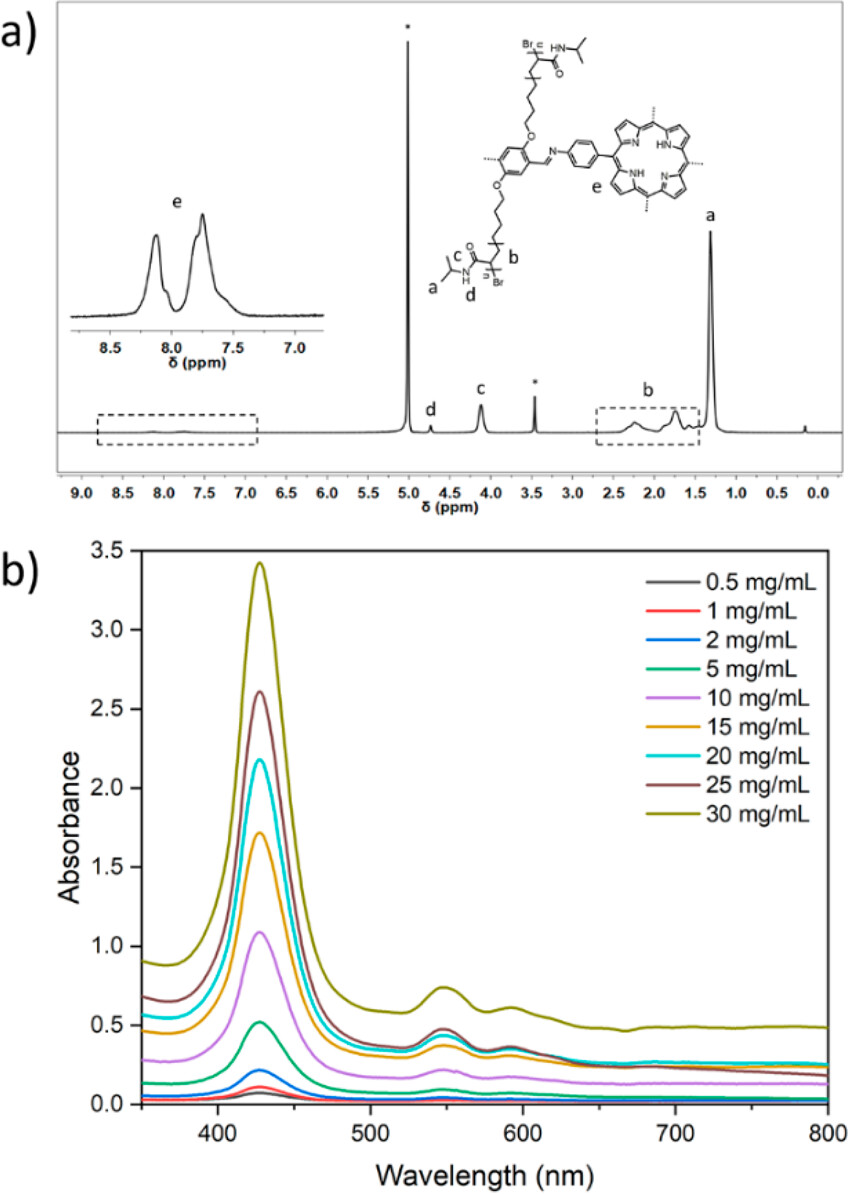 a)
*
Br
n
HN
O
O
N
N
HN
NH
N
e
O
a
e
c
O
b
a
N
H
d
n
Br
8.5 8.0 7.5 7.0
δ (ppm)
d
c
*
b
9.0 8.5 8.0 7.5 7.0 6.5 6.0 5.5 5.0 4.5 4.0 3.5 3.0 2.5 2.0 1.5 1.0 0.5 0.0
δ (ppm)
b)
3.5
3.0
2.5
2.0
1.5
1.0
0.5
0.0
Absorbance
0.5 mg/mL
1 mg/mL
2 mg/mL
5 mg/mL
10 mg/mL
15 mg/mL
20 mg/mL
25 mg/mL
30 mg/mL
400 500 600 700 800
Wavelength (nm)